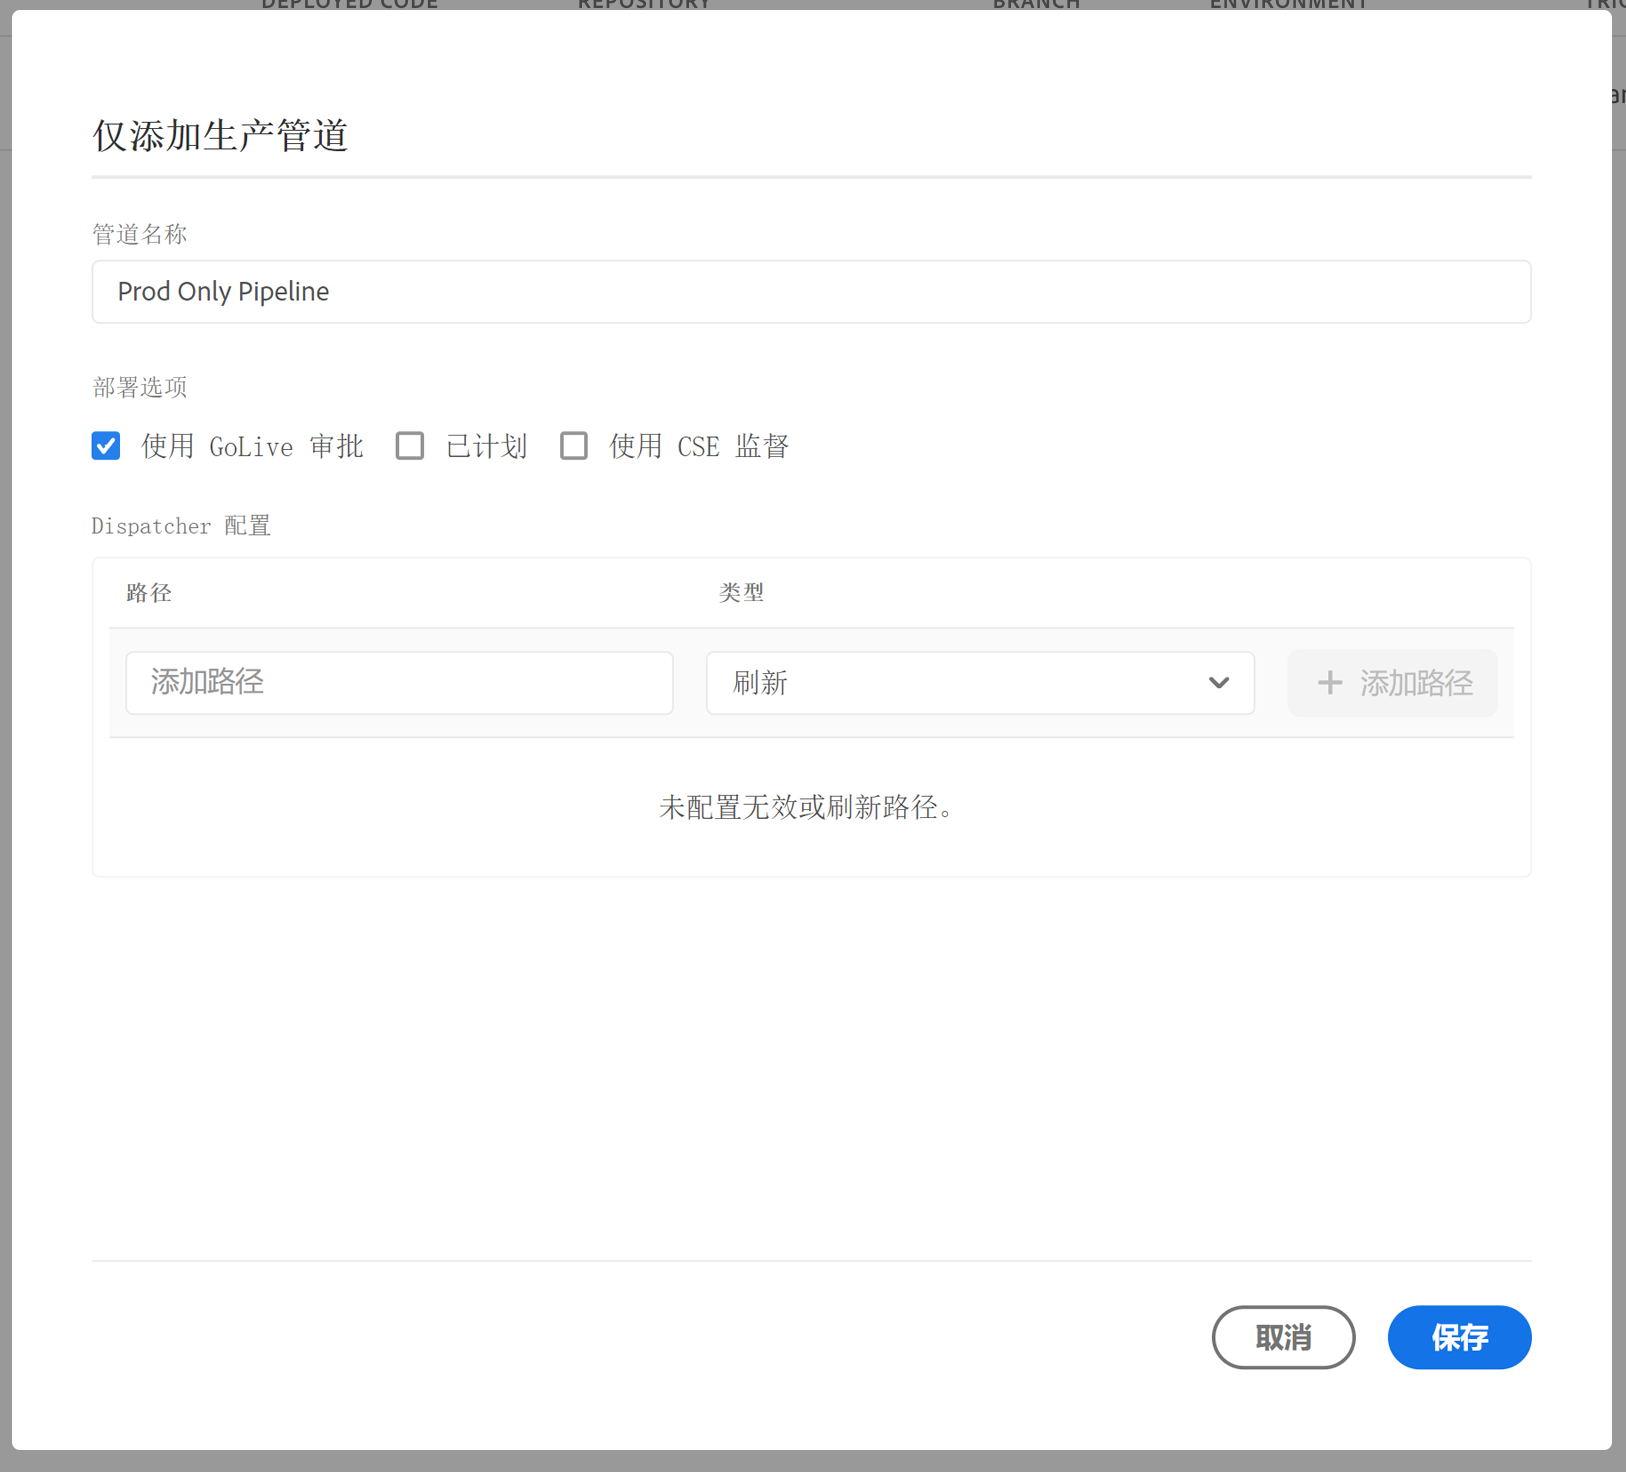 DEPLOYED CODE REPOSITORY BRANCH ENVIRONMENT
仅添加生产管道
管道名称
Prod Only Pipeline
部署选项
使用 GoLive 审批 已计划 使用 CSE 监督
Dispatcher 配置
路径 类型
添加路径 刷新 添加路径
未配置无效或刷新路径。
取消 保存